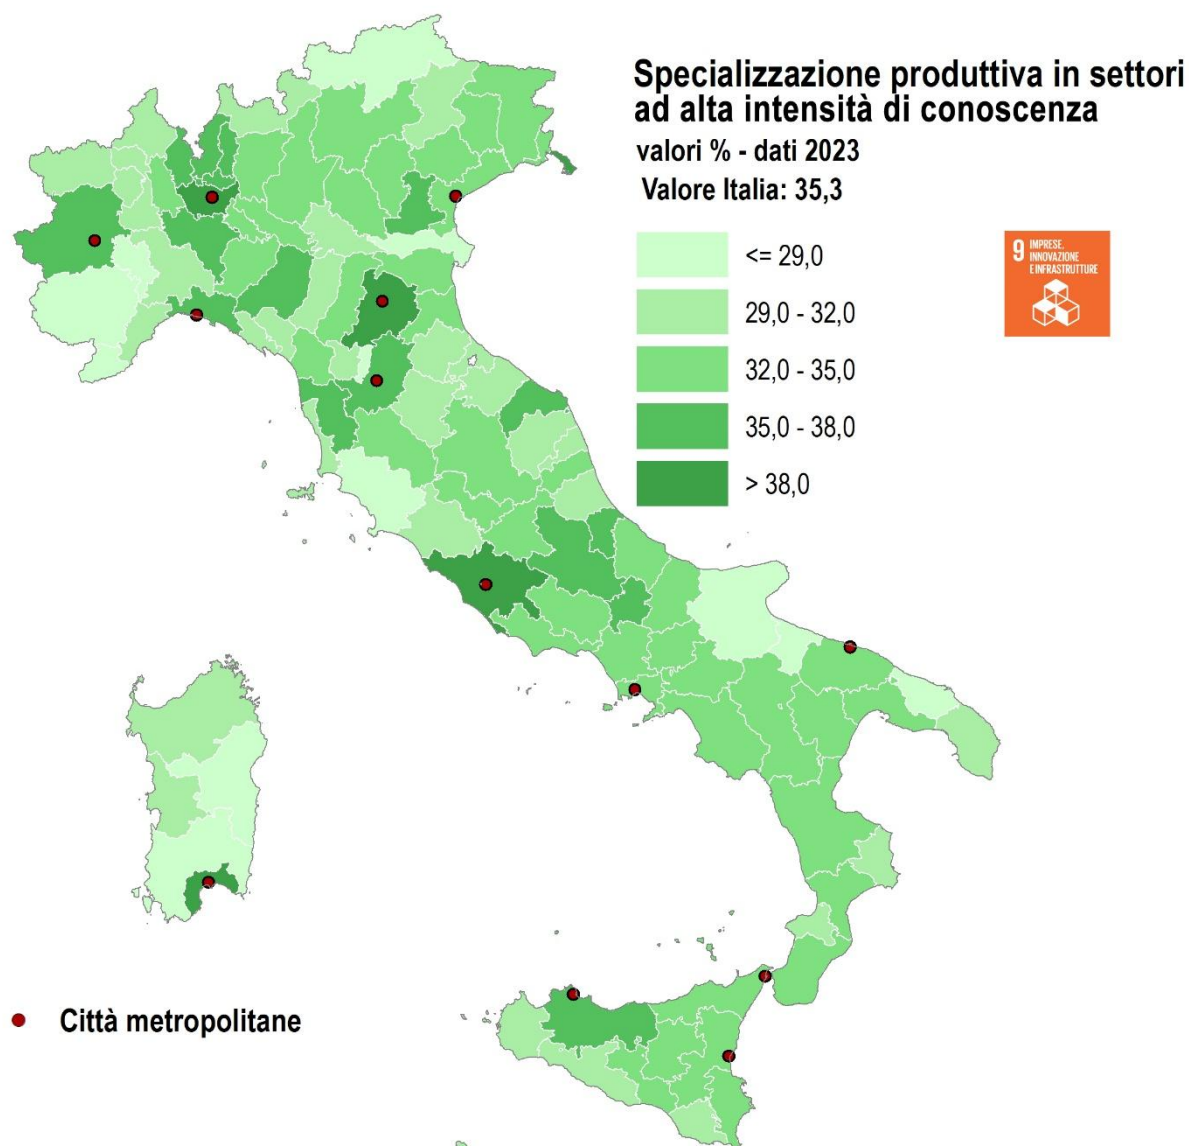 Specializzazione produttiva in settori
ad alta intensità di conoscenza
valori % - dati 2023
Valore Italia: 35,3
<= 29,0
29,0 - 32,0
32,0 - 35,0
35,0 - 38,0
> 38,0
9 IMPRESE,
INNOVAZIONE
E INFRASTRUTTURE
Città metropolitane